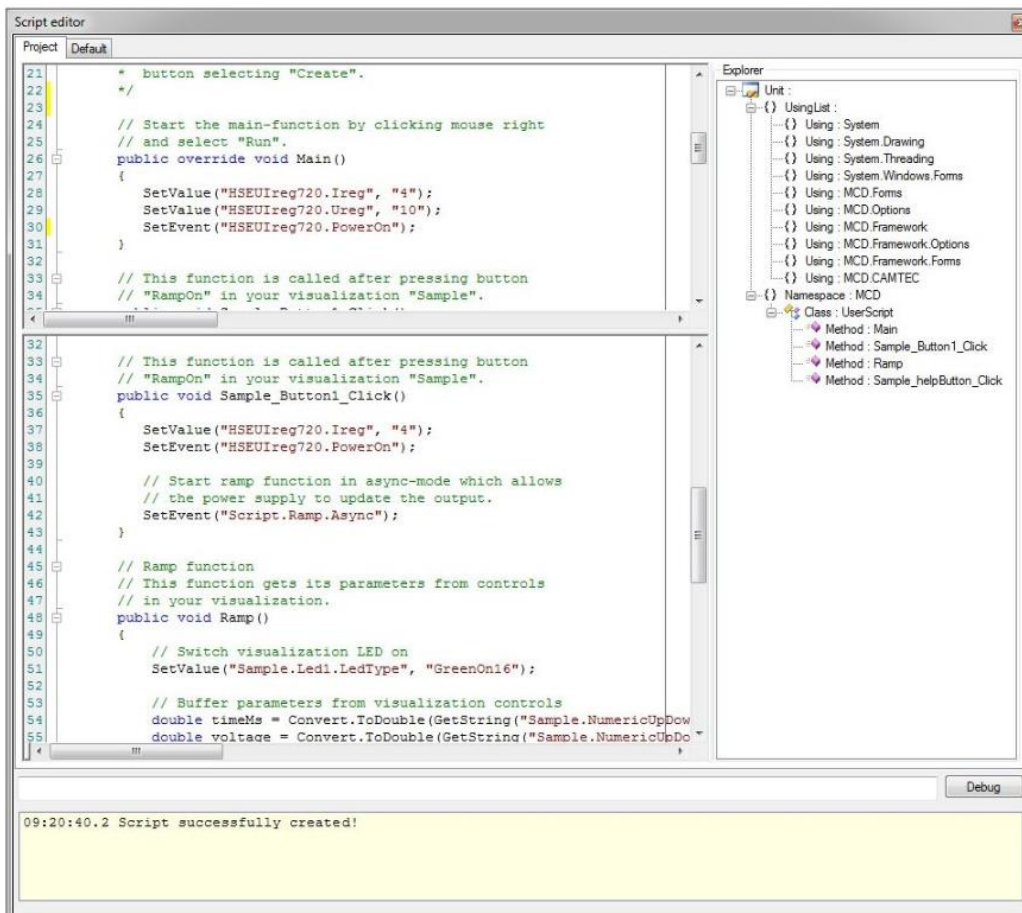 Script editor
Project Default
21 * button selecting "Create".
22 */
23
24 // Start the main-function by clicking mouse right
25 // and select "Run".
26 public override void Main()
27 {
28 SetValue("HSEUIreg720.Ireg", "4");
29 SetValue("HSEUIreg720.Ureg", "10");
30 SetEvent("HSEUIreg720.PowerOn");
31 }
32
33 // This function is called after pressing button
34 // "RampOn" in your visualization "Sample".
32
33 // This function is called after pressing button
34 // "RampOn" in your visualization "Sample".
35 public void Sample_Button1_Click()
36 {
37 SetValue("HSEUIreg720.Ireg", "4");
38 SetEvent("HSEUIreg720.PowerOn");
39
40 // Start ramp function in async-mode which allows
41 // the power supply to update the output.
42 SetEvent("Script.Ramp.Async");
43 }
44
45 // Ramp function
46 // This function gets its parameters from controls
47 // in your visualization.
48 public void Ramp()
49 {
50 // Switch visualization LED on
51 SetValue("Sample.Led1.LedType", "GreenOn16");
52
53 // Buffer parameters from visualization controls
54 double timeMs = Convert.ToDouble(GetString("Sample.NumericUpDow
55 double voltage = Convert.ToDouble(GetString("Sample.NumericUpDo
Explorer
Unit :
{} UsingList :
{} Using : System
{} Using : System.Drawing
{} Using : System.Threading
{} Using : System.Windows.Forms
{} Using : MCD.Forms
{} Using : MCD.Options
{} Using : MCD.Framework
{} Using : MCD.Framework.Options
{} Using : MCD.Framework.Forms
{} Using : MCD.CAMTEC
{} Namespace : MCD
Class : UserScript
Method : Main
Method : Sample_Button1_Click
Method : Ramp
Method : Sample_helpButton_Click
Debug
09:20:40.2 Script successfully created!